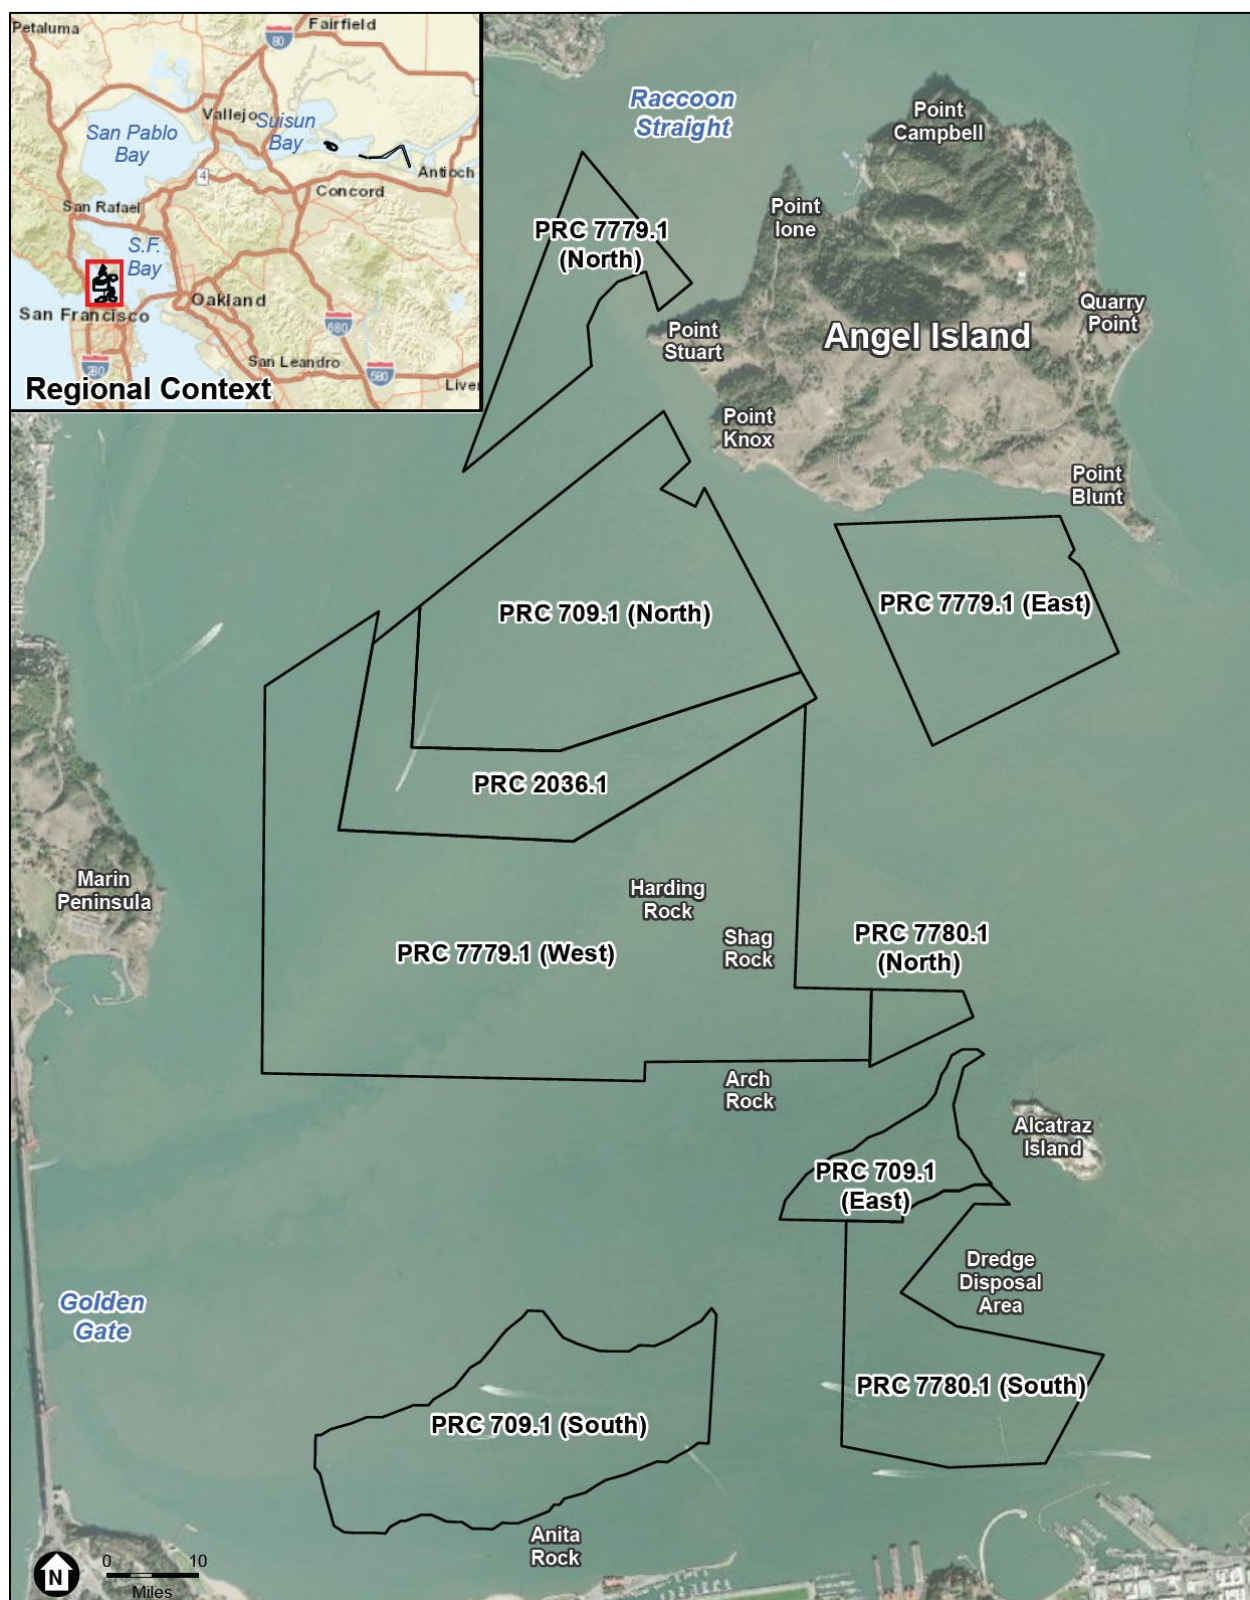 Petaluma
Fairfield
80
Vallejo
Suisun
Bay
San Pablo
Bay
4
Antioch
Concord
San Rafael
S.F.
Bay
Oakland
San Francisco
680
San Leandro
280
580
Liver
Regional Context
Raccoon
Straight
Point
Campbell
Point
Ione
PRC 7779.1
(North)
Quarry
Point
Point
Stuart
Angel Island
Point
Knox
Point
Blunt
PRC 709.1 (North)
PRC 7779.1 (East)
PRC 2036.1
Marin
Peninsula
Harding
Rock
Shag
Rock
PRC 7780.1
(North)
PRC 7779.1 (West)
Arch
Rock
Alcatraz
Island
PRC 709.1
(East)
Dredge
Disposal
Area
Golden
Gate
PRC 7780.1 (South)
PRC 709.1 (South)
Anita
Rock
N
0 10
Miles